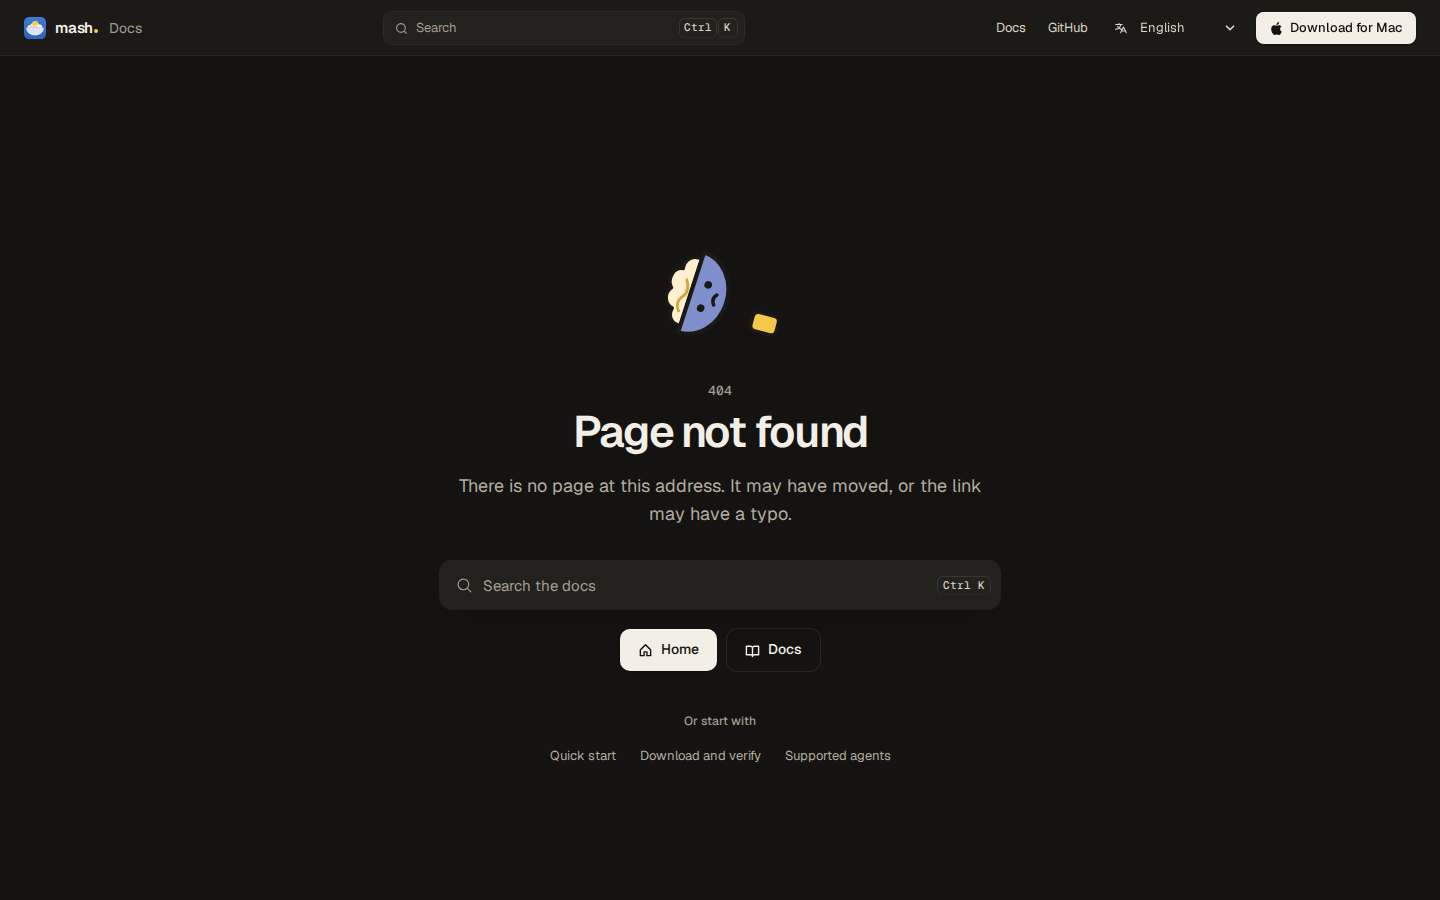 mash. Docs
Search
Ctrl K
Docs
GitHub
English
Download for Mac
404
Page not found
There is no page at this address. It may have moved, or the link
may have a typo.
Search the docs
Ctrl K
Home
Docs
Or start with
Quick start
Download and verify
Supported agents